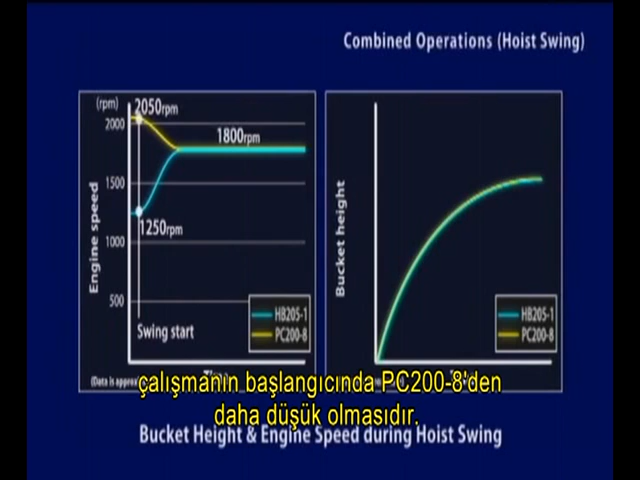 Combined Operations (Hoist Swing)
(rpm)
2050rpm
2000
1800rpm
1500
1250rpm
1000
500
Engine speed
Swing start
HB205-1
PC200-8
(Data is approx
Bucket height
HB205-1
PC200-8
çalışmanın başlangıcında PC200-8'den
daha düşük olmasıdır.
Bucket Height & Engine Speed during Hoist Swing